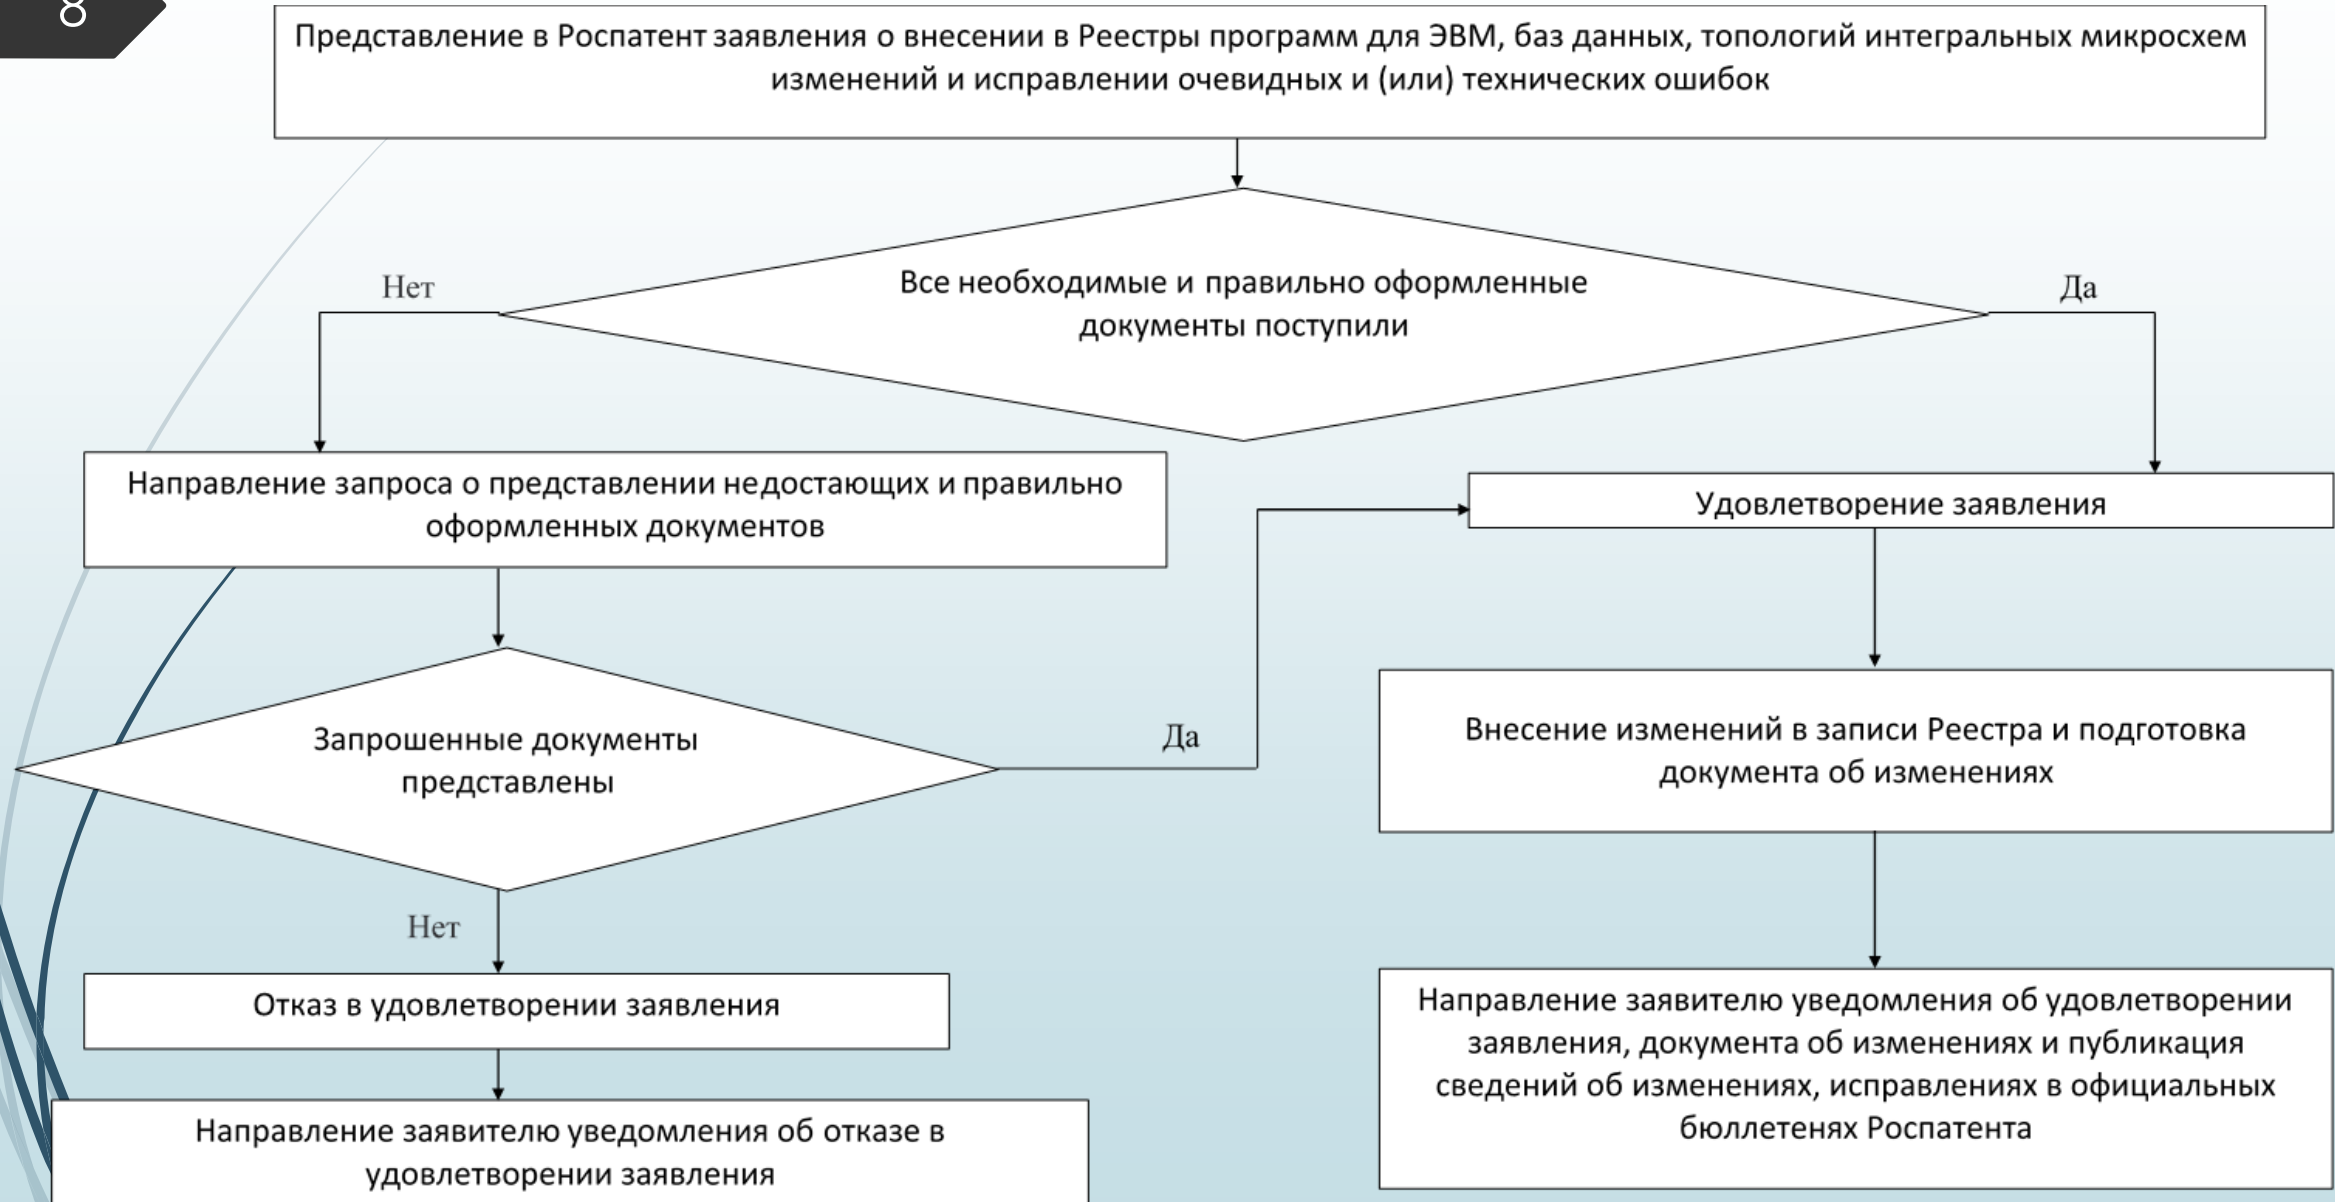 8
Представление в Роспатент заявления о внесении в Реестры программ для ЭВМ, баз данных, топологий интегральных микросхем
изменений и исправлении очевидных и (или) технических ошибок
Все необходимые и правильно оформленные
документы поступили
Нет
Да
Направление запроса о представлении недостающих и правильно
оформленных документов
Удовлетворение заявления
Запрошенные документы
представлены
Да
Внесение изменений в записи Реестра и подготовка
документа об изменениях
Нет
Отказ в удовлетворении заявления
Направление заявителю уведомления об удовлетворении
заявления, документа об изменениях и публикация
сведений об изменениях, исправлениях в официальных
бюллетенях Роспатента
Направление заявителю уведомления об отказе в
удовлетворении заявления